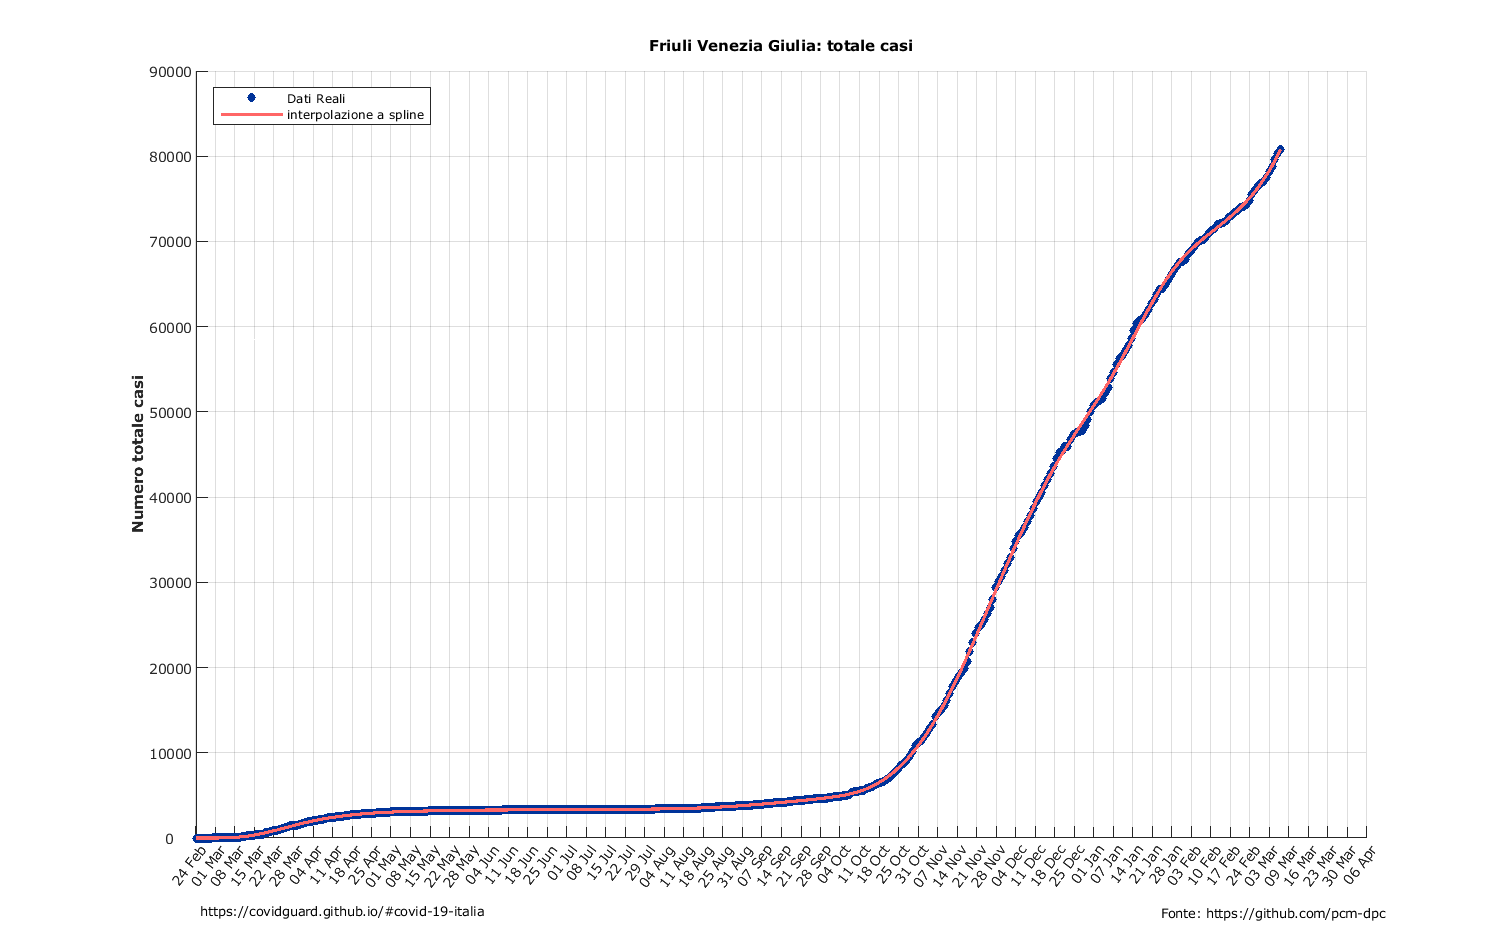 Friuli Venezia Giulia: totale casi
90000
80000
70000
60000
50000
40000
30000
20000
10000
0
Numero totale casi
Dati Reali
interpolazione a spline
24 Feb
01 Mar
08 Mar
15 Mar
22 Mar
28 Mar
04 Apr
11 Apr
18 Apr
25 Apr
01 May
08 May
15 May
22 May
28 May
04 Jun
11 Jun
18 Jun
25 Jun
01 Jul
08 Jul
15 Jul
22 Jul
29 Jul
04 Aug
11 Aug
18 Aug
25 Aug
31 Aug
07 Sep
14 Sep
21 Sep
28 Sep
04 Oct
11 Oct
18 Oct
25 Oct
31 Oct
07 Nov
14 Nov
21 Nov
28 Nov
04 Dec
11 Dec
18 Dec
25 Dec
01 Jan
07 Jan
14 Jan
21 Jan
28 Jan
03 Feb
10 Feb
17 Feb
24 Feb
03 Mar
09 Mar
16 Mar
23 Mar
30 Mar
06 Apr
https://covidguard.github.io/#covid-19-italia
Fonte: https://github.com/pcm-dpc